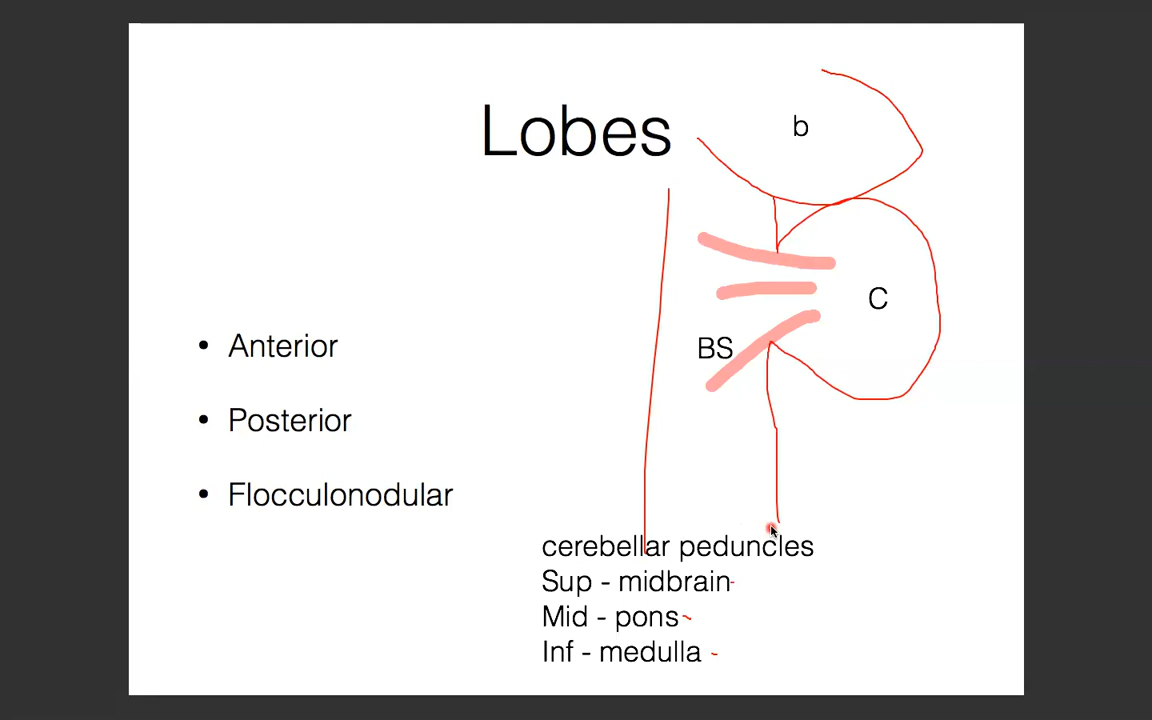 Lobes
b
C
BS
• Anterior
• Posterior
• Flocculonodular
cerebellar peduncles
Sup - midbrain
Mid - pons
Inf - medulla